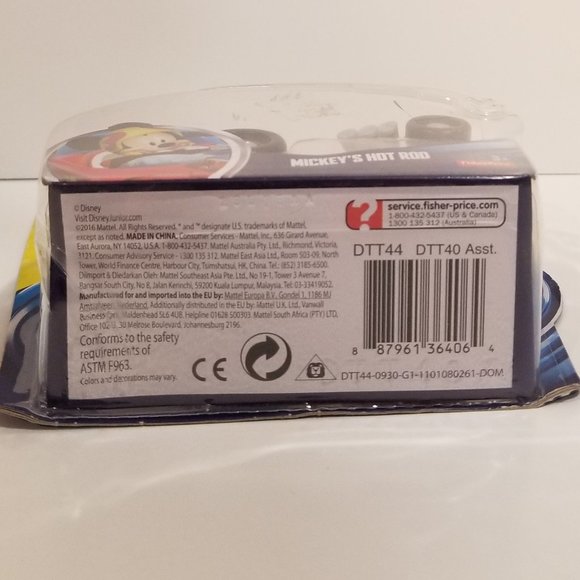 MICKEY'S HOT ROD
© Disney
Visit DisneyJunior.com
©2016 Mattel. All Rights Reserved. ® and ™ designate U.S. trademarks of Mattel,
except as noted. MADE IN CHINA. Consumer Services - Mattel, Inc., 636 Girard Avenue,
East Aurora, NY 14052, U.S.A. 1-800-432-5437. Mattel Australia Pty. Ltd., Richmond, Victoria,
3121. Consumer Advisory Service - 1300 135 312. Mattel East Asia Ltd., Room 503-09, North
Tower, World Finance Centre, Harbour City, Tsimshatsui, HK, China. Tel.: (852) 3185-6500.
Diimport & Diedarkan Oleh: Mattel Southeast Asia Pte. Ltd., No 19-1, Tower 3 Avenue 7,
Bangsar South City, No 8, Jalan Kerinchi, 59200 Kuala Lumpur, Malaysia. Tel: 03-33419052.
Manufactured for and imported into the EU by: Mattel Europa B.V., Gondel 1, 1186 MJ
Amstelveen, Nederland. Additionally distributed in the EU by: Mattel U.K. Ltd., Vanwall
Business Park, Maidenhead SL6 4UB. Helpline 01628 500303. Mattel South Africa (PTY) LTD,
Office 102 30 Melrose Boulevard, Johannesburg 2196.
Conforms to the safety
requirements of
ASTM F963.
Colors and decorations may vary.
CE
?
service.fisher-price.com
1-800-432-5437 (US & Canada)
1300 135 312 (Australia)
DTT44 DTT40 Asst.
8 87961 36406 4
DTT44-0930-G1-1101080261-DOM